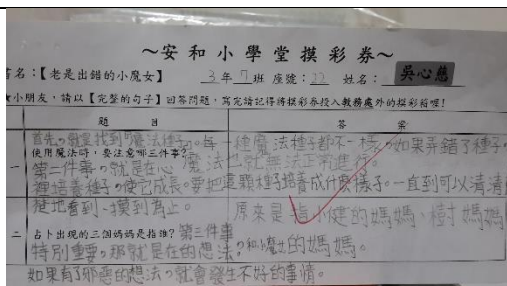 ～安和小學堂摸彩券～
書名：【老是出錯的小魔女】 3年7班 座號：22 姓名：吳心慈
★小朋友，請以【完整的句子】回答問題，寫完請記得將摸彩券投入教務處外的摸彩箱喔！
題目 答案
首先，就是找到魔法種子。每一種魔法種子都不一樣，如果弄錯了種子，
一 使用魔法時，要注意哪三件事？ 魔法也就無法正常進行。
第二件事，就是在心
裡培養種子，使它成長。要把這顆種子培養成什麼樣子。一直到可以清清
楚地看到、摸到為止。 原來是指小健的媽媽、樹媽媽
二 占卜出現的三個媽媽是指誰？ 第三件事
特別重要。那就是在的想法， 和小魔女的媽媽。
如果有了邪惡的想法，就會發生不好的事情。